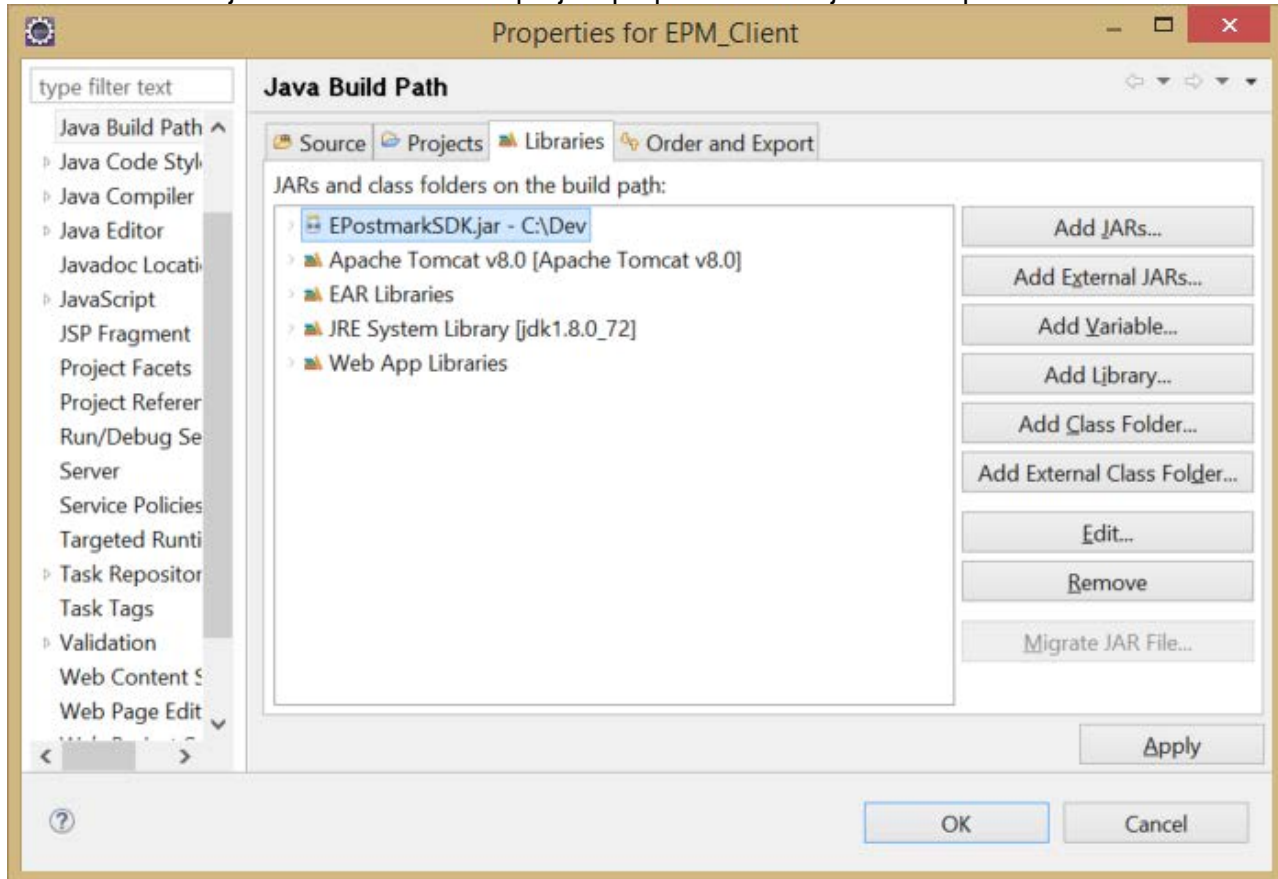 Properties for EPM_Client
type filter text
Java Build Path
Java Code Styl
Java Compiler
Java Editor
Javadoc Locati
JavaScript
JSP Fragment
Project Facets
Project Referer
Run/Debug Se
Server
Service Policies
Targeted Runti
Task Repositor
Task Tags
Validation
Web Content S
Web Page Edit
Java Build Path
Source Projects Libraries Order and Export
JARs and class folders on the build path:
EPostmarkSDK.jar - C:\Dev
Apache Tomcat v8.0 [Apache Tomcat v8.0]
EAR Libraries
JRE System Library [jdk1.8.0_72]
Web App Libraries
Add JARs...
Add External JARs...
Add Variable...
Add Library...
Add Class Folder...
Add External Class Folder...
Edit...
Remove
Migrate JAR File...
Apply
OK
Cancel